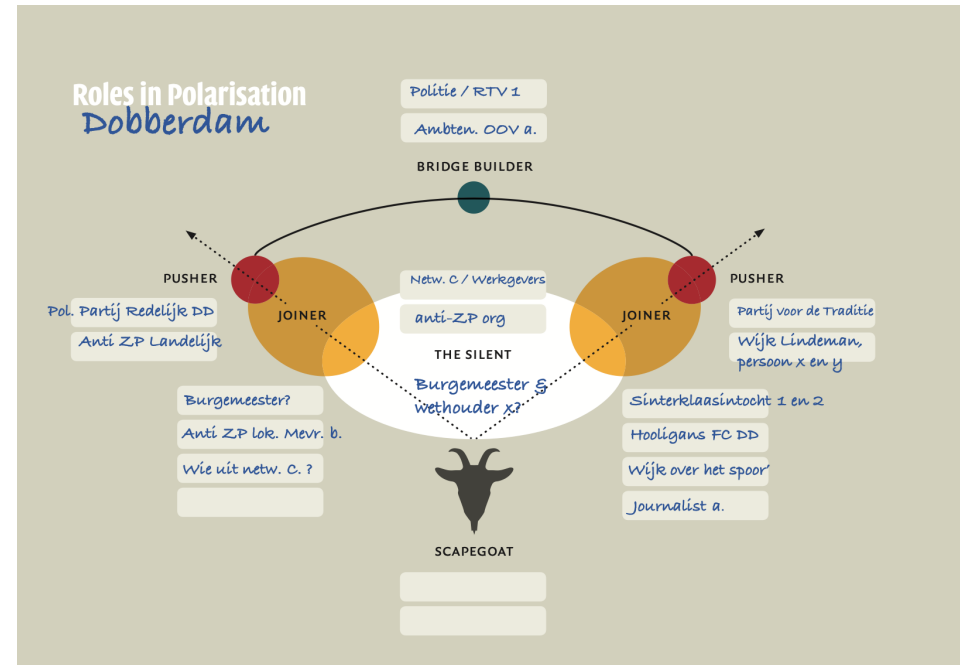 Roles in Polarisation
Dobberdam
Politie / RTV 1
Ambten. OOV a.
BRIDGE BUILDER
PUSHER
Pol. Partij Redelijk DD
Anti ZP Landelijk
JOINER
Burgemeester?
Anti ZP lok. Mevr. b.
Wie uit netw. C. ?
Netw. C / Werkgevers
anti-ZP org
THE SILENT
Burgemeester &
wethouder x?
JOINER
PUSHER
Partij voor de Traditie
Wijk Lindeman,
persoon x en y
Sinterklaasintocht 1 en 2
Hooligans FC DD
Wijk over het spoor'
Journalist a.
SCAPEGOAT